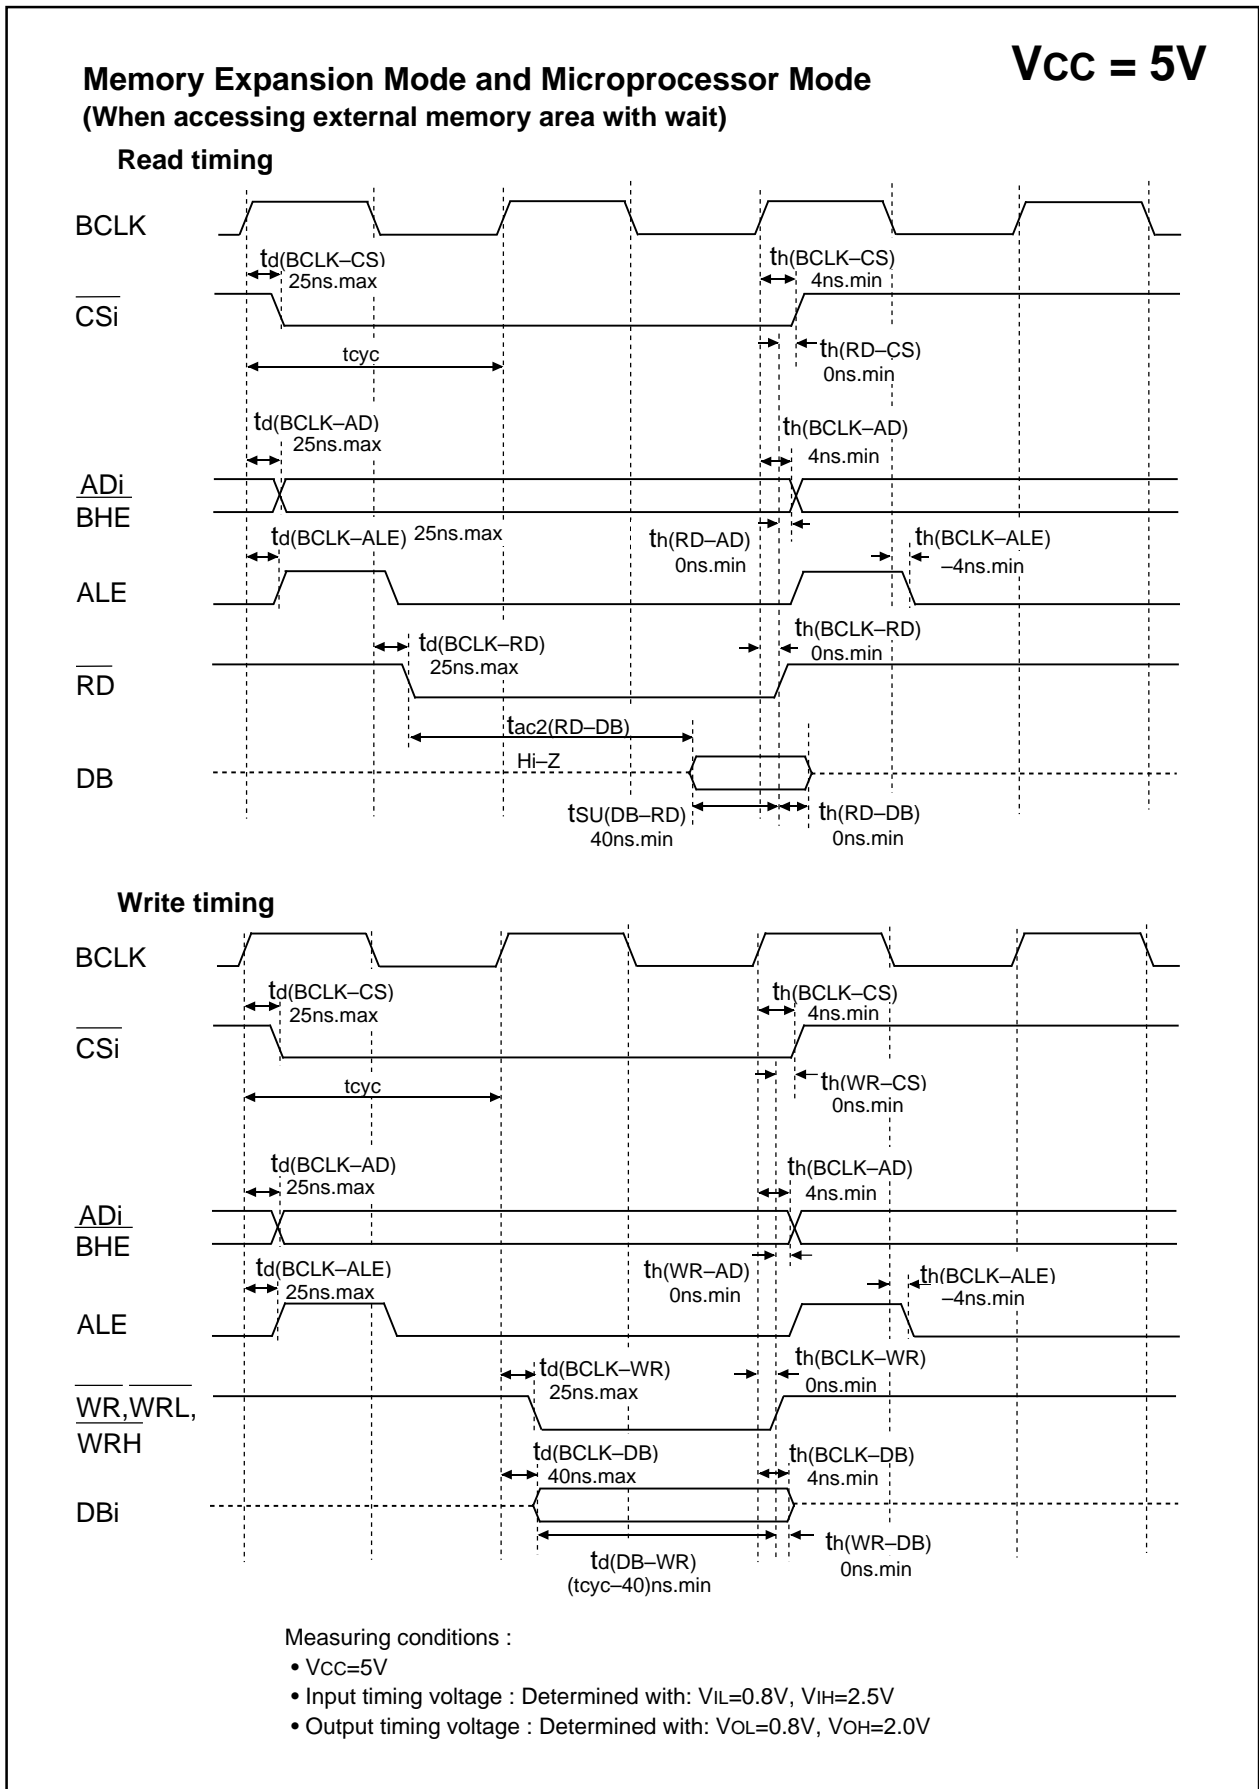 VCC = 5V
Memory Expansion Mode and Microprocessor Mode
(When accessing external memory area with wait)
Read timing
BCLK
td(BCLK–CS)
25ns.max
th(BCLK–CS)
4ns.min
CSi
tcyc
th(RD–CS)
0ns.min
td(BCLK–AD)
25ns.max
th(BCLK–AD)
4ns.min
ADi
BHE
td(BCLK–ALE) 25ns.max
th(RD–AD)
0ns.min
th(BCLK–ALE)
–4ns.min
ALE
td(BCLK–RD)
25ns.max
th(BCLK–RD)
0ns.min
RD
tac2(RD–DB)
Hi–Z
DB
tSU(DB–RD)
40ns.min
th(RD–DB)
0ns.min
Write timing
BCLK
td(BCLK–CS)
25ns.max
th(BCLK–CS)
4ns.min
CSi
tcyc
th(WR–CS)
0ns.min
td(BCLK–AD)
25ns.max
th(BCLK–AD)
4ns.min
ADi
BHE
td(BCLK–ALE)
25ns.max
th(WR–AD)
0ns.min
th(BCLK–ALE)
–4ns.min
ALE
td(BCLK–WR)
25ns.max
th(BCLK–WR)
0ns.min
WR,WRL,
WRH
td(BCLK–DB)
40ns.max
th(BCLK–DB)
4ns.min
DBi
td(DB–WR)
(tcyc–40)ns.min
th(WR–DB)
0ns.min
Measuring conditions :
• VCC=5V
• Input timing voltage : Determined with: VIL=0.8V, VIH=2.5V
• Output timing voltage : Determined with: VOL=0.8V, VOH=2.0V